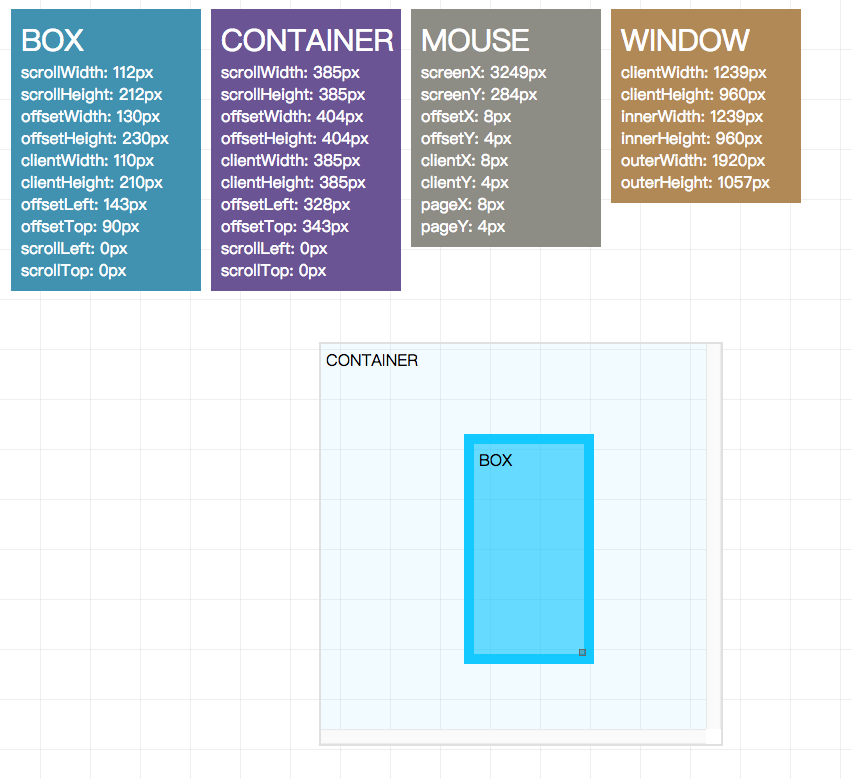 BOX
scrollWidth: 112px
scrollHeight: 212px
offsetWidth: 130px
offsetHeight: 230px
clientWidth: 110px
clientHeight: 210px
offsetLeft: 143px
offsetTop: 90px
scrollLeft: 0px
scrollTop: 0px
CONTAINER
scrollWidth: 385px
scrollHeight: 385px
offsetWidth: 404px
offsetHeight: 404px
clientWidth: 385px
clientHeight: 385px
offsetLeft: 328px
offsetTop: 343px
scrollLeft: 0px
scrollTop: 0px
MOUSE
screenX: 3249px
screenY: 284px
offsetX: 8px
offsetY: 4px
clientX: 8px
clientY: 4px
pageX: 8px
pageY: 4px
WINDOW
clientWidth: 1239px
clientHeight: 960px
innerWidth: 1239px
innerHeight: 960px
outerWidth: 1920px
outerHeight: 1057px
CONTAINER
BOX